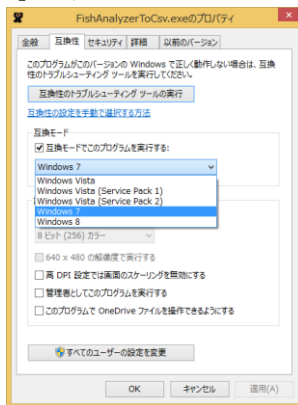 FishAnalyzerToCsv.exeのプロパティ
全般 互換性 セキュリティ 詳細 以前のバージョン
このプログラムがこのバージョンの Windows で正しく動作しない場合は、互換
性のトラブルシューティング ツールを実行してください。
互換性のトラブルシューティング ツールの実行
互換性の設定を手動で選択する方法
互換モード
互換モードでこのプログラムを実行する:
Windows 7
Windows Vista
Windows Vista (Service Pack 1)
Windows Vista (Service Pack 2)
Windows 7
Windows 8
8 ビット (256) カラー
640 x 480 の解像度で実行する
高 DPI 設定では画面のスケーリングを無効にする
管理者としてこのプログラムを実行する
このプログラムで OneDrive ファイルを操作できるようにする
すべてのユーザーの設定を変更
OK キャンセル 適用(A)